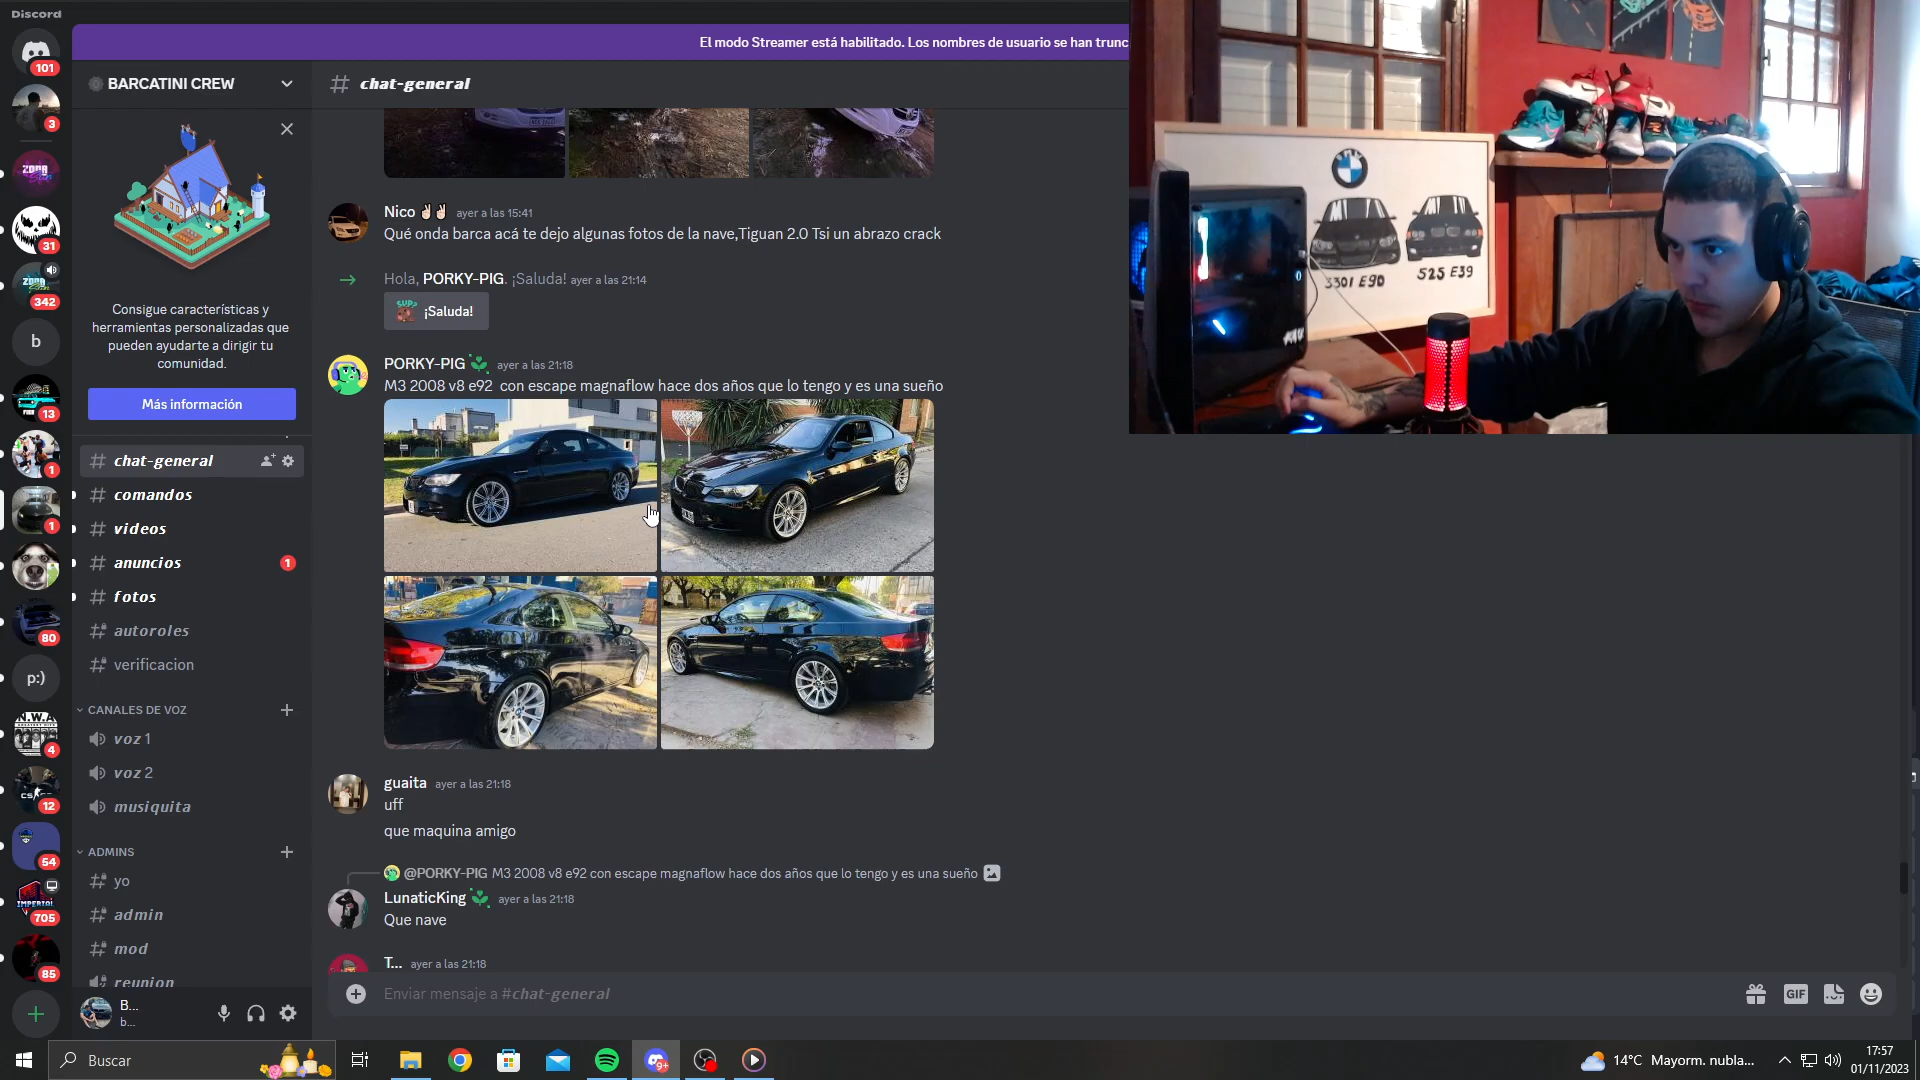 Discord
El modo Streamer está habilitado. Los nombres de usuario se han trunc
BARCATINI CREW
chat-general
Nico ayer a las 15:41
Qué onda barca acá te dejo algunas fotos de la nave,Tiguan 2.0 Tsi un abrazo crack
Hola, PORKY-PIG. ¡Saluda! ayer a las 21:14
SUP?
¡Saluda!
PORKY-PIG ayer a las 21:18
M3 2008 v8 e92 con escape magnaflow hace dos años que lo tengo y es una sueño
guaita ayer a las 21:18
uff
que maquina amigo
@PORKY-PIG M3 2008 v8 e92 con escape magnaflow hace dos años que lo tengo y es una sueño
LunaticKing ayer a las 21:18
Que nave
T... ayer a las 21:18
Enviar mensaje a #chat-general
GIF
Consigue características y
herramientas personalizadas que
pueden ayudarte a dirigir tu
comunidad.
Más información
chat-general
comandos
videos
anuncios 1
fotos
autoroles
verificacion
CANALES DE VOZ
voz 1
voz 2
musiquita
ADMINS
yo
admin
mod
reunion
B...
b...
101
3
ZONA
31
ZONA
342
b
13
1
1
80
p:)
N.W.A
4
CS
12
54
IMPERIAL
705
85
BMW
330I E90
525 E39
Buscar
9+
14°C Mayorm. nubla...
17:57
01/11/2023